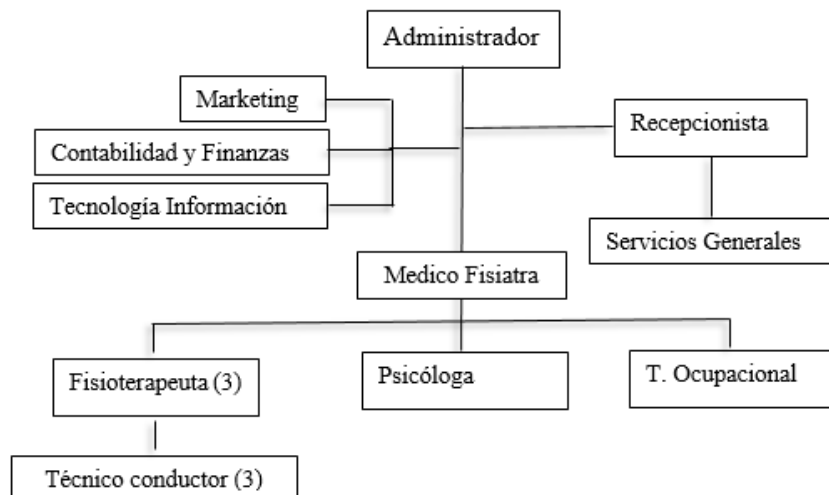 Administrador
Marketing
Recepcionista
Contabilidad y Finanzas
Tecnología Información
Servicios Generales
Medico Fisiatra
Fisioterapeuta (3)
Psicóloga
T. Ocupacional
Técnico conductor (3)